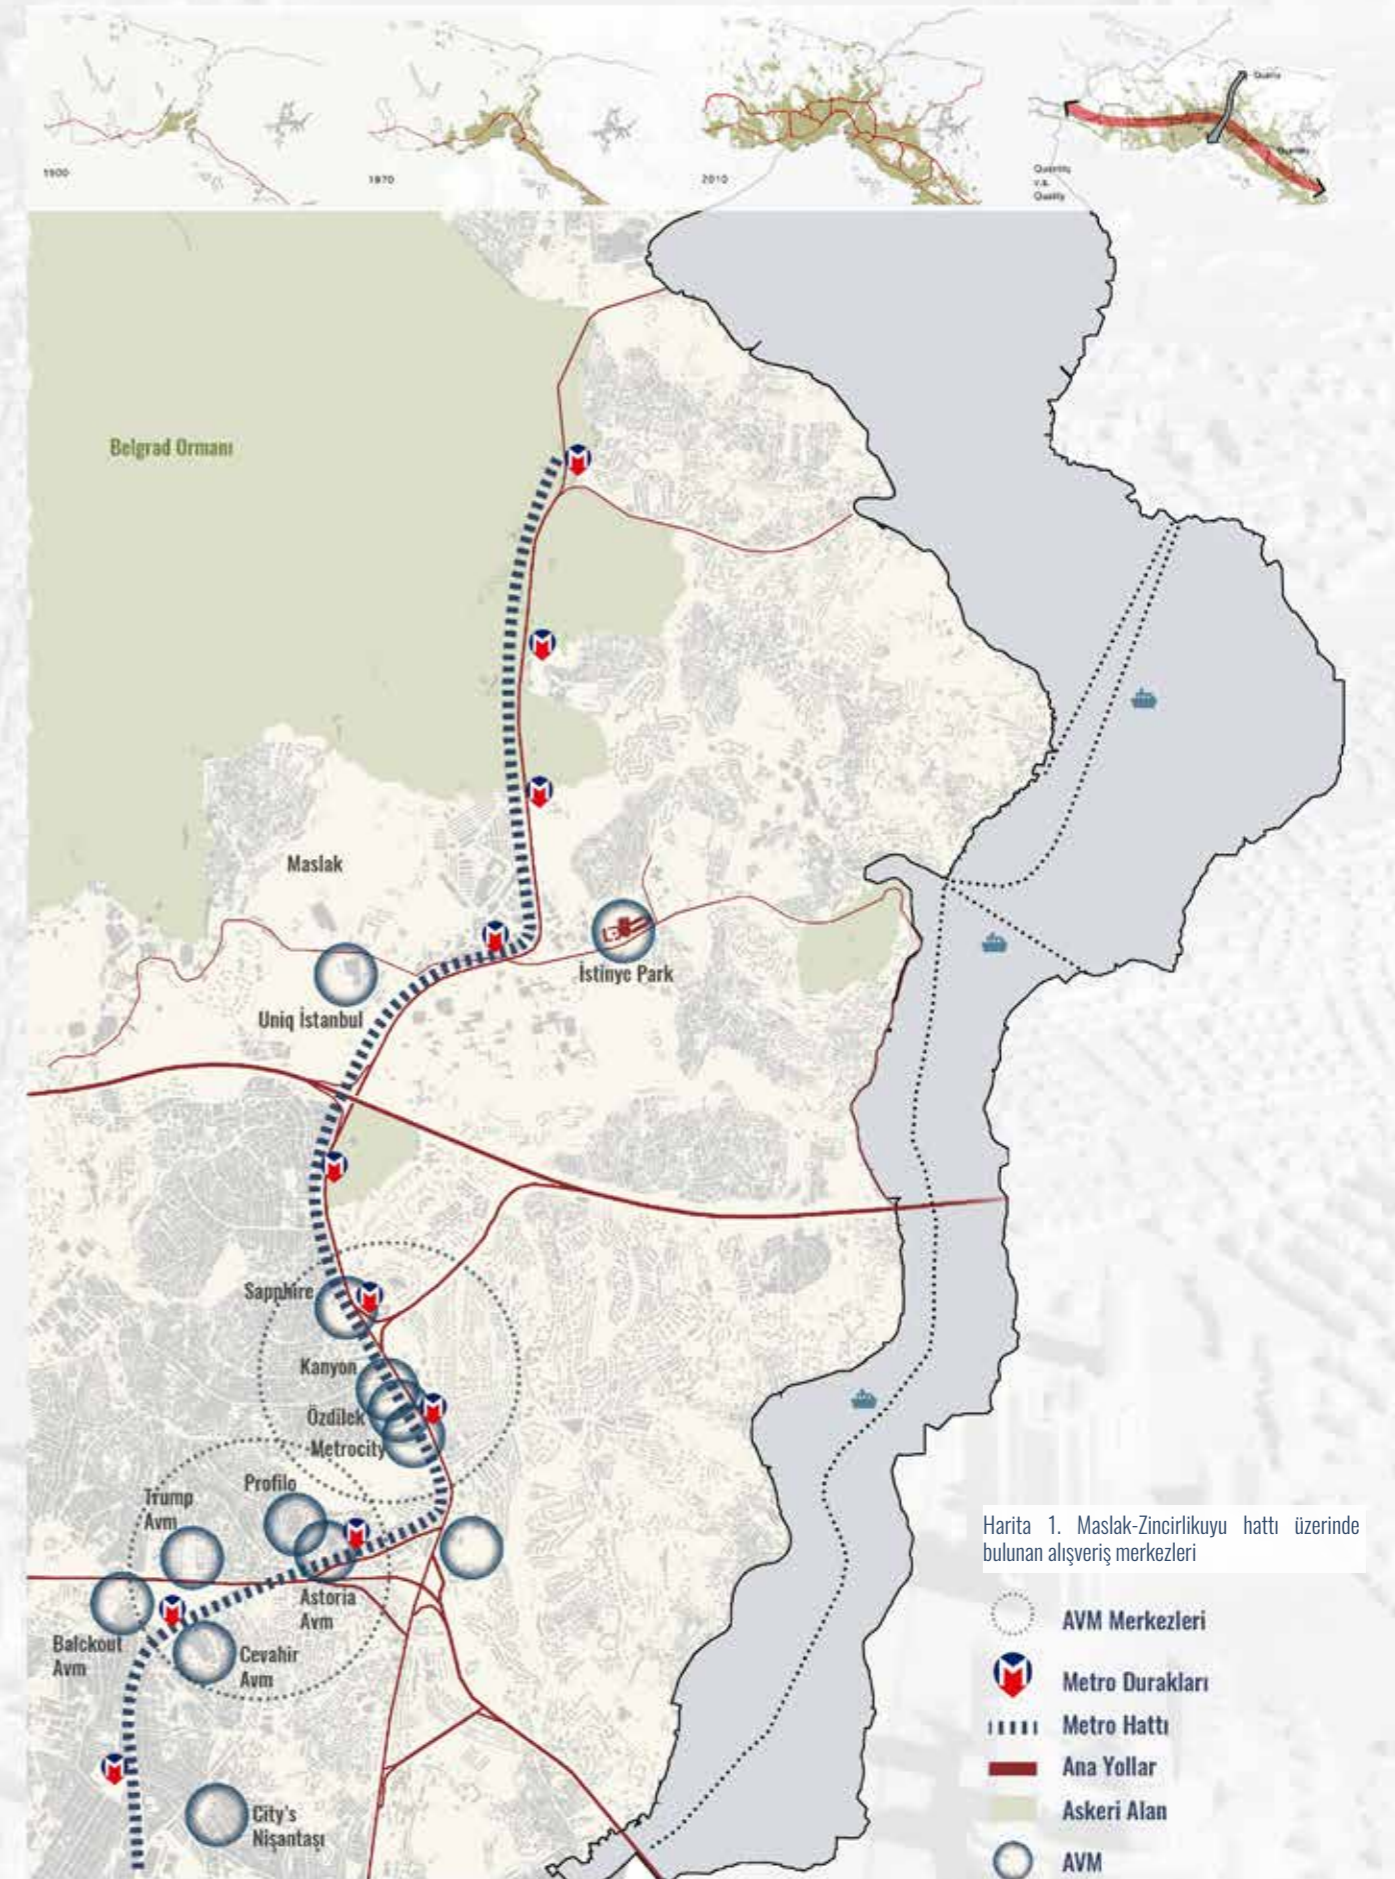 1900
1970
2010
Quality
Quantity
Quantity
v.s.
Quality
Belgrad Ormanı
Maslak
İstinye Park
Uniq İstanbul
Sapphire
Kanyon
Özdilek
Metrocity
Profilo
Trump
Avm
Astoria
Avm
Balckout
Avm
Cevahir
Avm
City's
Nişantaşı
Harita 1. Maslak-Zincirlikuyu hattı üzerinde
bulunan alışveriş merkezleri
AVM Merkezleri
Metro Durakları
Metro Hattı
Ana Yollar
Askeri Alan
AVM